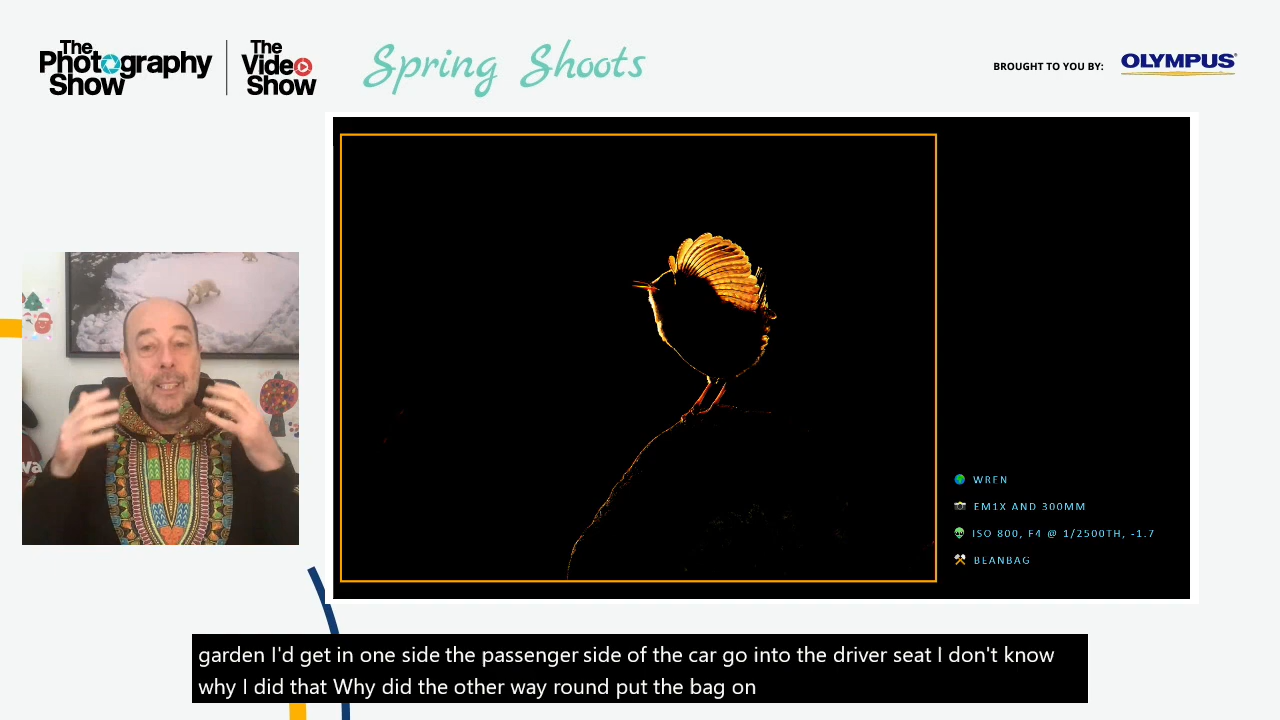 The
Photography
Show
The
Video
Show
Spring Shoots
BROUGHT TO YOU BY:
OLYMPUS
WREN
EM1X AND 300MM
ISO 800, F4 @ 1/2500TH, -1.7
BEANBAG
garden I'd get in one side the passenger side of the car go into the driver seat I don't know
why I did that Why did the other way round put the bag on